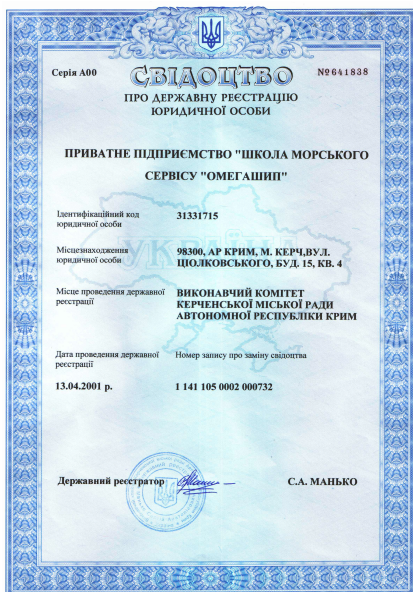 Серія А00
№641838
СВІДОЦТВО
ПРО ДЕРЖАВНУ РЕЄСТРАЦІЮ
ЮРИДИЧНОЇ ОСОБИ
ПРИВАТНЕ ПІДПРИЄМСТВО "ШКОЛА МОРСЬКОГО
СЕРВІСУ "ОМЕГАШИП"
Ідентифікаційний код
юридичної особи
31331715
Місцезнаходження
юридичної особи
98300, АР КРИМ, М. КЕРЧ,ВУЛ.
ЦІОЛКОВСЬКОГО, БУД. 15, КВ. 4
Місце проведення державної
реєстрації
ВИКОНАВЧИЙ КОМІТЕТ
КЕРЧЕНСЬКОЇ МІСЬКОЇ РАДИ
АВТОНОМНОЇ РЕСПУБЛІКИ КРИМ
Дата проведення державної
реєстрації
Номер запису про заміну свідоцтва
13.04.2001 р.
1 141 105 0002 000732
Державний реєстратор
С.А. МАНЬКО
УКРАЇНА